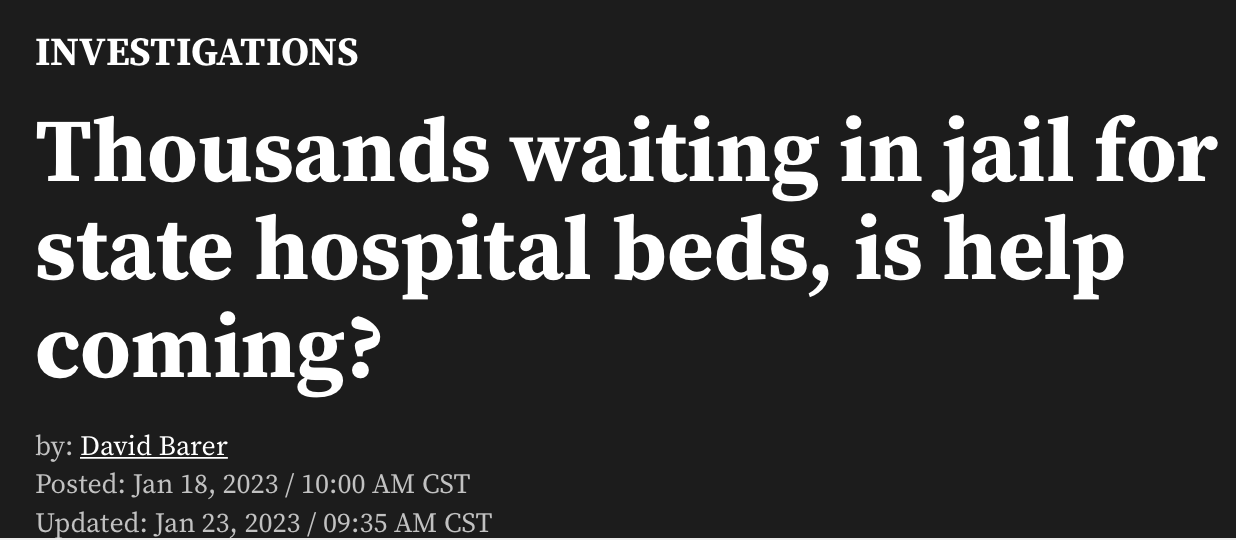 INVESTIGATIONS
Thousands waiting in jail for
state hospital beds, is help
coming?
by: David Barer
Posted: Jan 18, 2023 / 10:00 AM CST
Updated: Jan 23, 2023 / 09:35 AM CST